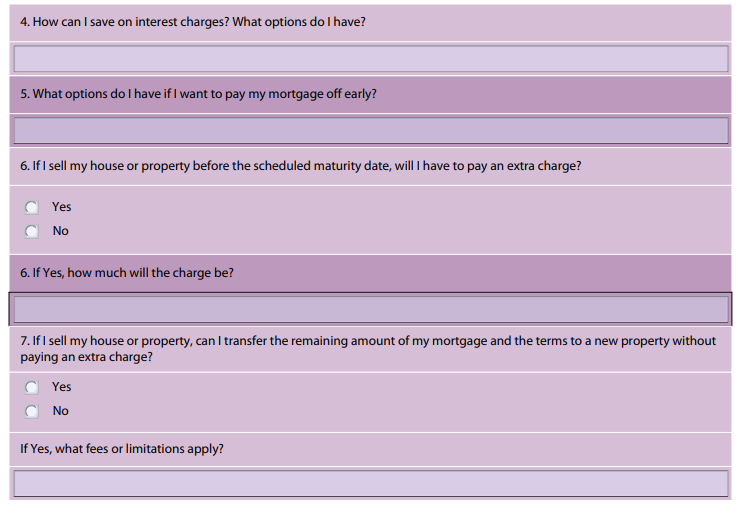 4. How can I save on interest charges? What options do I have?
5. What options do I have if I want to pay my mortgage off early?
6. If I sell my house or property before the scheduled maturity date, will I have to pay an extra charge?
Yes
No
6. If Yes, how much will the charge be?
7. If I sell my house or property, can I transfer the remaining amount of my mortgage and the terms to a new property without
paying an extra charge?
Yes
No
If Yes, what fees or limitations apply?